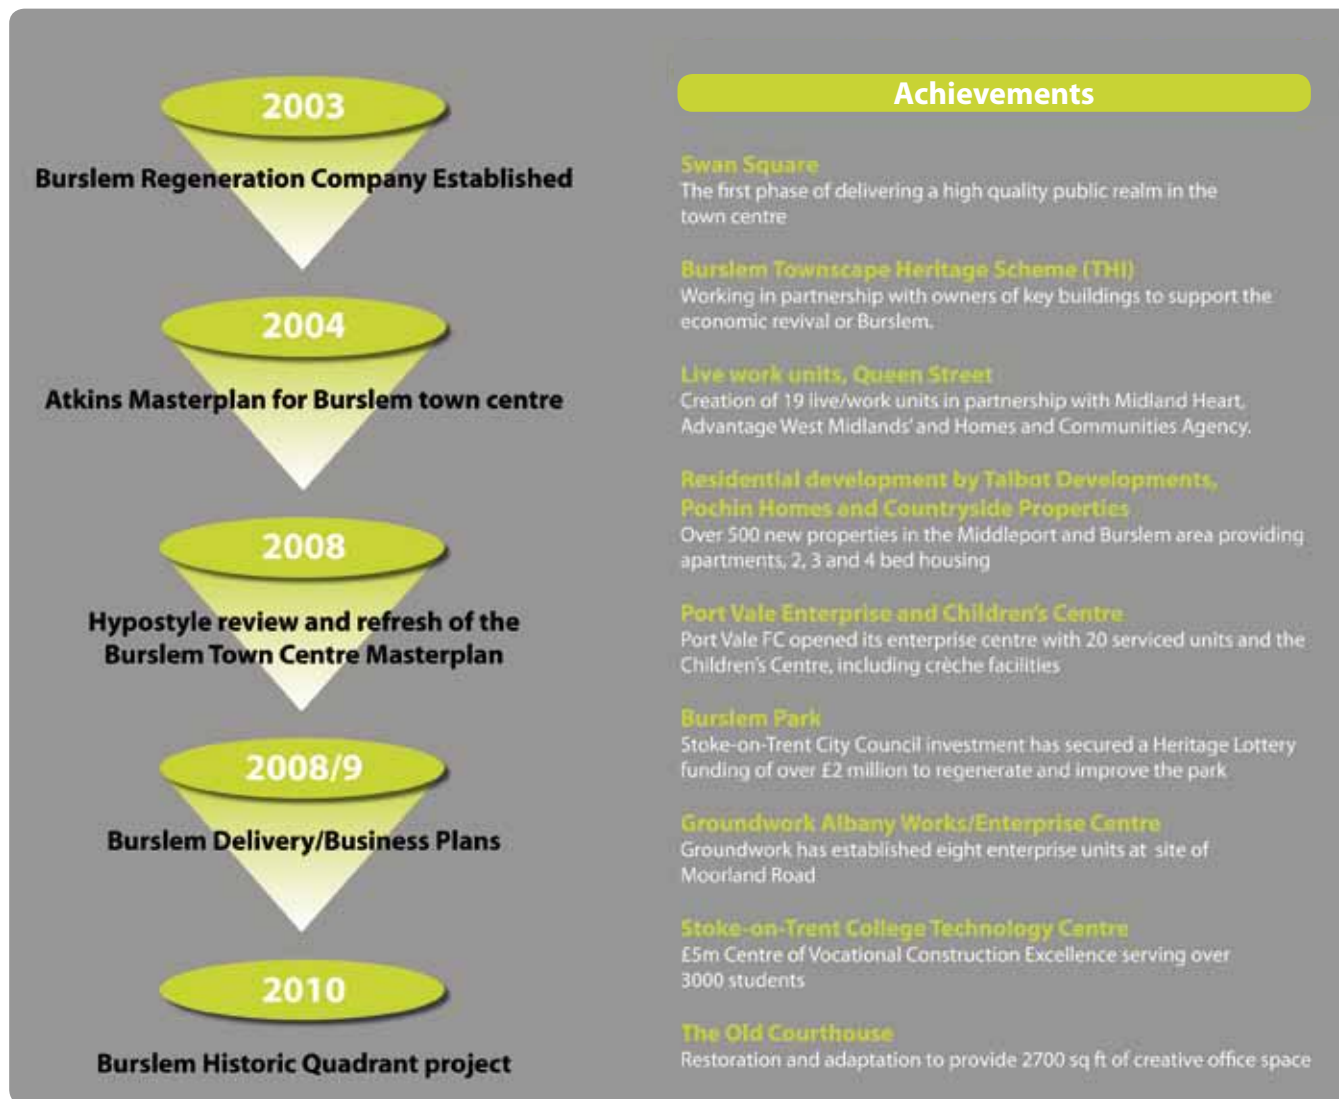 2003
Burslem Regeneration Company Established
2004
Atkins Masterplan for Burslem town centre
2008
Hypostyle review and refresh of the
Burslem Town Centre Masterplan
2008/9
Burslem Delivery/Business Plans
2010
Burslem Historic Quadrant project
Achievements
Swan Square
The first phase of delivering a high quality public realm in the
town centre
Burslem Townscape Heritage Scheme (THI)
Working in partnership with owners of key buildings to support the
economic revival or Burslem.
Live work units, Queen Street
Creation of 19 live/work units in partnership with Midland Heart,
Advantage West Midlands' and Homes and Communities Agency.
Residential development by Talbot Developments,
Pochin Homes and Countryside Properties
Over 500 new properties in the Middleport and Burslem area providing
apartments, 2, 3 and 4 bed housing
Port Vale Enterprise and Children's Centre
Port Vale FC opened its enterprise centre with 20 serviced units and the
Children's Centre, including crèche facilities
Burslem Park
Stoke-on-Trent City Council investment has secured a Heritage Lottery
funding of over £2 million to regenerate and improve the park
Groundwork Albany Works/Enterprise Centre
Groundwork has established eight enterprise units at site of
Moorland Road
Stoke-on-Trent College Technology Centre
£5m Centre of Vocational Construction Excellence serving over
3000 students
The Old Courthouse
Restoration and adaptation to provide 2700 sq ft of creative office space